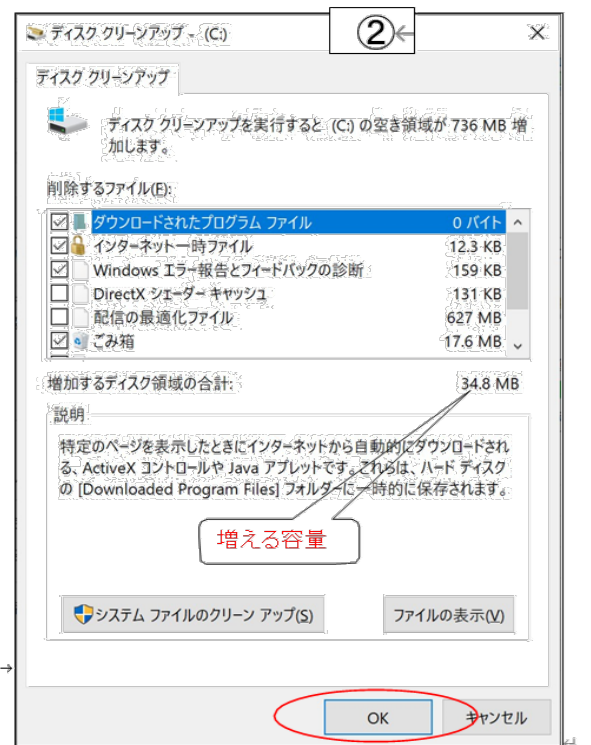 ディスク クリーンアップ - (C:)
②←
ディスク クリーンアップ
ディスク クリーンアップを実行すると (C:) の空き領域が 736 MB 増
加します。
削除するファイル(F):
ダウンロードされたプログラム ファイル 0 バイト
インターネット一時ファイル 12.3 KB
Windows エラー報告とフィードバックの診断 159 KB
DirectX シェーダー キャッシュ 131 KB
配信の最適化ファイル 627 MB
ごみ箱 17.6 MB
増加するディスク領域の合計: 34.8 MB
説明
特定のページを表示したときにインターネットから自動的にダウンロードされ
る、ActiveX コントロールや Java アプレットです。これらは、ハード ディスク
の [Downloaded Program Files] フォルダーに一時的に保存されます。
増える容量
システム ファイルのクリーン アップ(S) ファイルの表示(V)
OK キャンセル